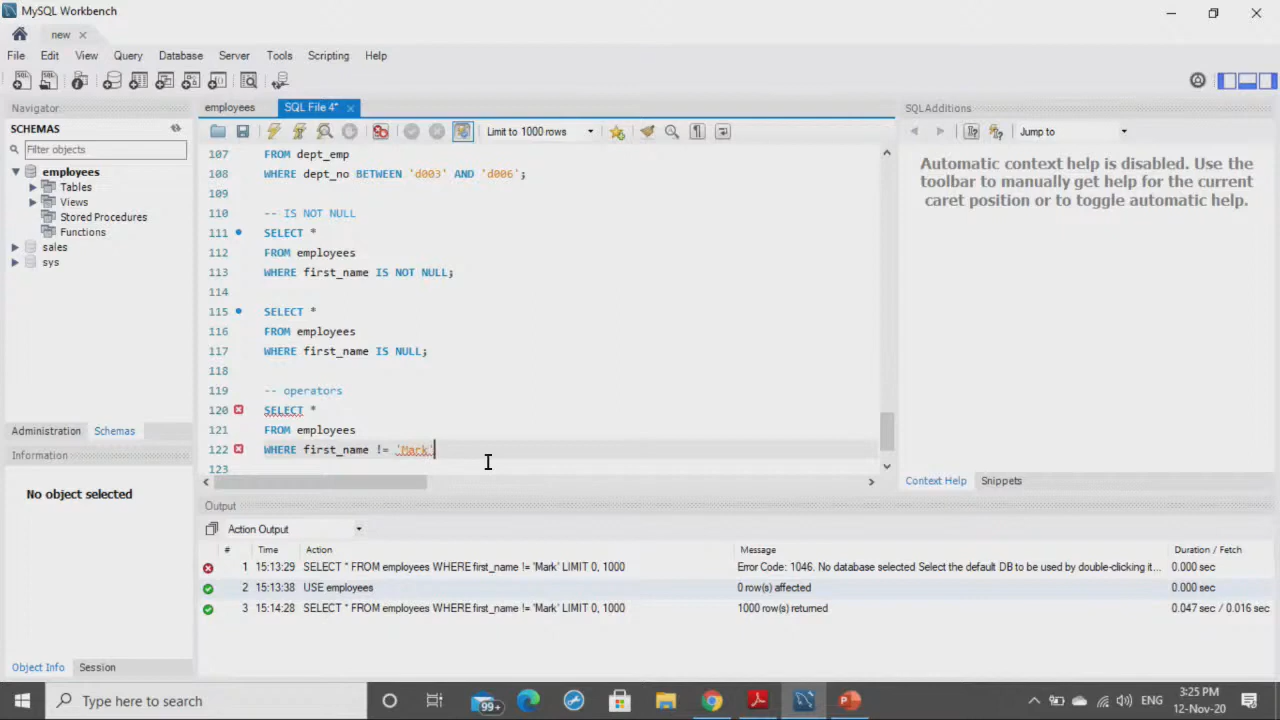 MySQL Workbench
new
File Edit View Query Database Server Tools Scripting Help
Navigator
SCHEMAS
Filter objects
employees
Tables
Views
Stored Procedures
Functions
sales
sys
Administration Schemas
Information
No object selected
Object Info Session
employees SQL File 4*
Limit to 1000 rows
107 FROM dept_emp
108 WHERE dept_no BETWEEN 'd003' AND 'd006';
109
110 -- IS NOT NULL
111 SELECT *
112 FROM employees
113 WHERE first_name IS NOT NULL;
114
115 SELECT *
116 FROM employees
117 WHERE first_name IS NULL;
118
119 -- operators
120 SELECT *
121 FROM employees
122 WHERE first_name != 'Mark'
123
SQLAdditions
Jump to
Automatic context help is disabled. Use the
toolbar to manually get help for the current
caret position or to toggle automatic help.
Context Help Snippets
Output
Action Output
# Time Action Message Duration / Fetch
1 15:13:29 SELECT * FROM employees WHERE first_name != 'Mark' LIMIT 0, 1000 Error Code: 1046. No database selected Select the default DB to be used by double-clicking it... 0.000 sec
2 15:13:38 USE employees 0 row(s) affected 0.000 sec
3 15:14:28 SELECT * FROM employees WHERE first_name != 'Mark' LIMIT 0, 1000 1000 row(s) returned 0.047 sec / 0.016 sec
Type here to search
99+
ENG
3:25 PM
12-Nov-20